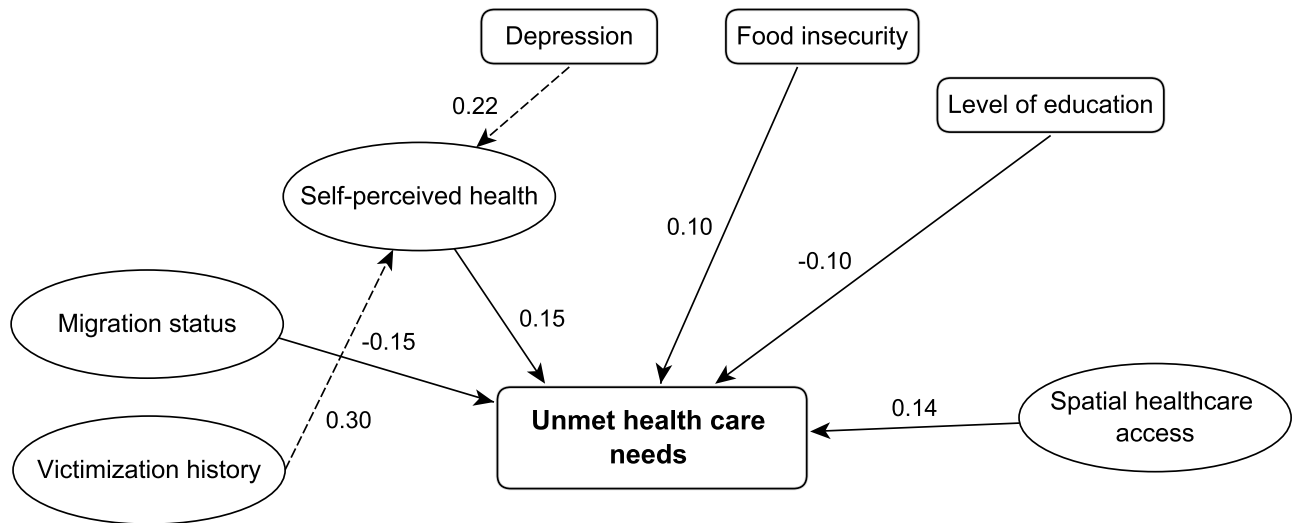 Depression
Food insecurity
Level of education
0.22
Self-perceived health
0.10
-0.10
Migration status
0.15
-0.15
Victimization history
0.30
Unmet health care
needs
0.14
Spatial healthcare
access